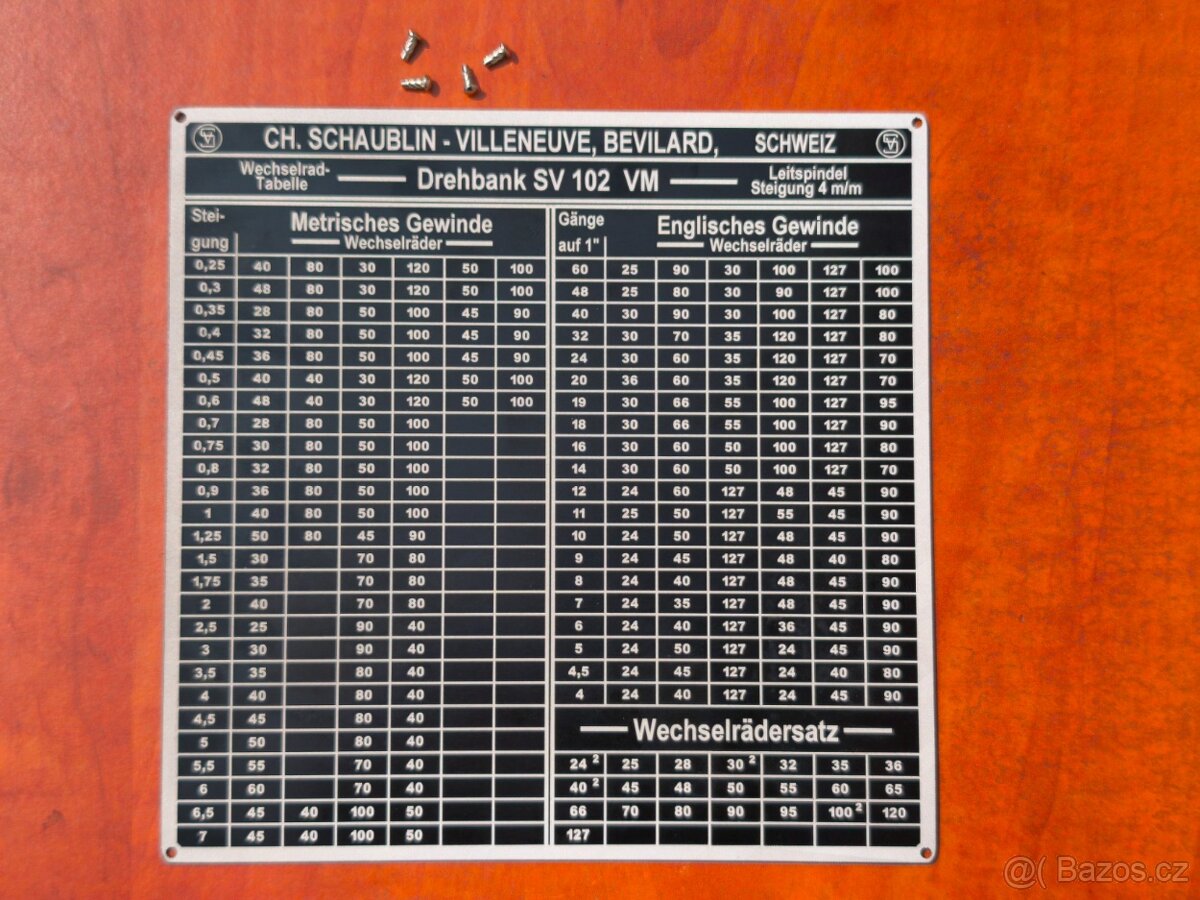 CH. SCHAUBLIN - VILLENEUVE, BEVILARD, SCHWEIZ
Wechselrad-
Tabelle
Drehbank SV 102 VM
Leitspindel
Steigung 4 m/m
Stei-
gung
Metrisches Gewinde
Wechselräder
0,25 40 80 30 120 50 100
0,3 48 80 30 120 50 100
0,35 28 80 50 100 45 90
0,4 32 80 50 100 45 90
0,45 36 80 50 100 45 90
0,5 40 40 30 120 50 100
0,6 48 40 30 120 50 100
0,7 28 80 50 100
0,75 30 80 50 100
0,8 32 80 50 100
0,9 36 80 50 100
1 40 80 50 100
1,25 50 80 45 90
1,5 30 70 80
1,75 35 70 80
2 40 70 80
2,5 25 90 40
3 30 90 40
3,5 35 80 40
4 40 80 40
4,5 45 80 40
5 50 80 40
5,5 55 70 40
6 60 70 40
6,5 45 40 100 50
7 45 40 100 50
Gänge
auf 1"
Englisches Gewinde
Wechselräder
60 25 90 30 100 127 100
48 25 80 30 90 127 100
40 30 90 30 100 127 80
32 30 70 35 120 127 80
24 30 60 35 120 127 70
20 36 60 35 120 127 70
19 30 66 55 100 127 95
18 30 66 55 100 127 90
16 30 60 50 100 127 80
14 30 60 50 100 127 70
12 24 60 127 48 45 90
11 25 50 127 55 45 90
10 24 50 127 48 45 90
9 24 45 127 48 40 80
8 24 40 127 48 45 90
7 24 35 127 48 45 90
6 24 40 127 36 45 90
5 24 50 127 24 45 90
4,5 24 45 127 24 40 80
4 24 40 127 24 45 90
Wechselrädersatz
24² 25 28 30² 32 35 36
40² 45 48 50 55 60 65
66 70 80 90 95 100² 120
127
@( Bazos.cz